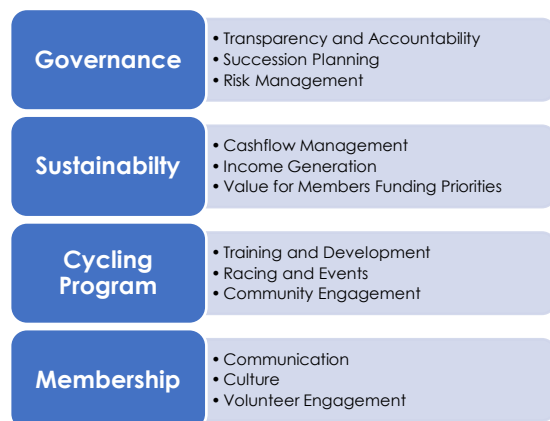 Governance
• Transparency and Accountability
• Succession Planning
• Risk Management
Sustainabilty
• Cashflow Management
• Income Generation
• Value for Members Funding Priorities
Cycling
Program
• Training and Development
• Racing and Events
• Community Engagement
Membership
• Communication
• Culture
• Volunteer Engagement